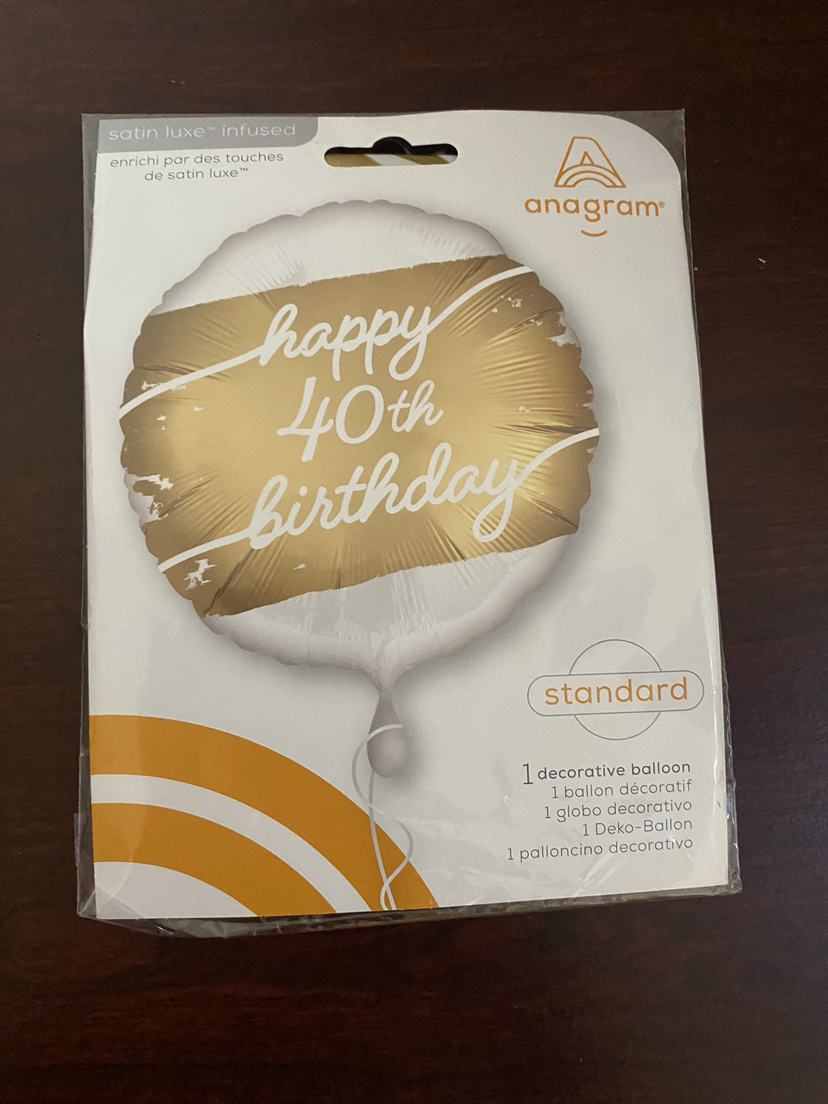 satin luxe™ infused
enrichi par des touches
de satin luxe™
anagram®
happy
40th
birthday
standard
1 decorative balloon
1 ballon décoratif
1 globo decorativo
1 Deko-Ballon
1 palloncino decorativo